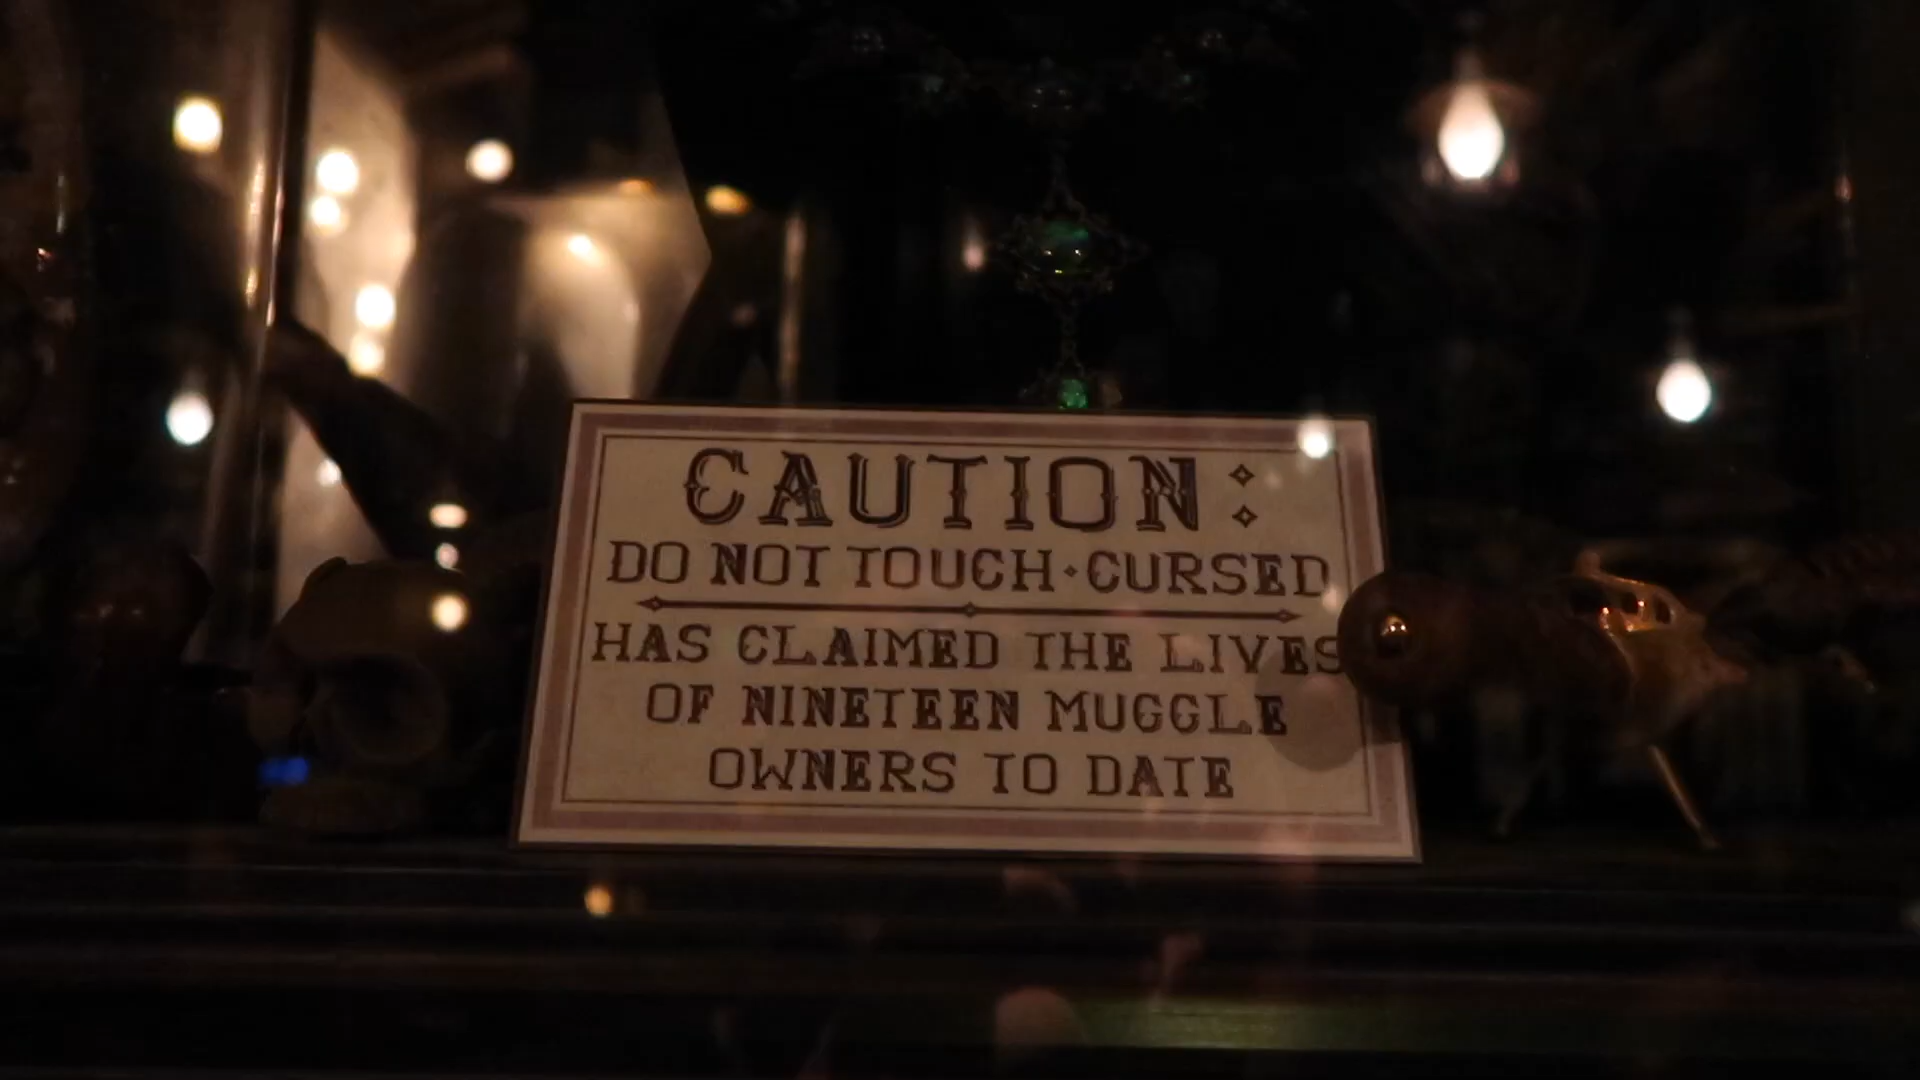 CAUTION:
DO NOT TOUCH·CURSED
HAS CLAIMED THE LIVES
OF NINETEEN MUGGLE
OWNERS TO DATE